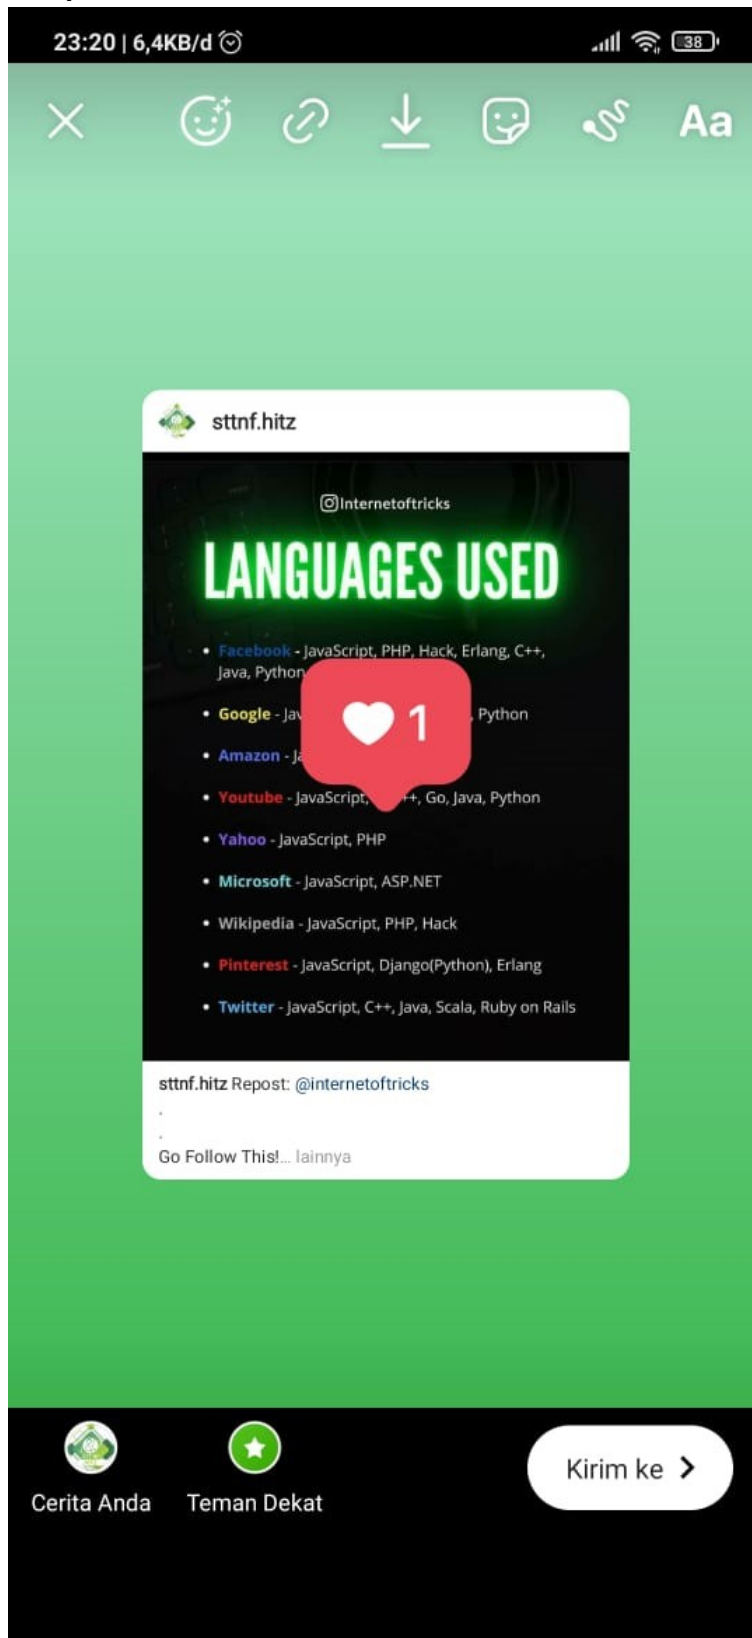 23:20 | 6,4KB/d
38
Aa
sttnf.hitz
Internetoftricks
LANGUAGES USED
• Facebook - JavaScript, PHP, Hack, Erlang, C++,
Java, Python
• Google - , Python
• Amazon -
• Youtube - JavaScript, Go, Java, Python
1
• Yahoo - JavaScript, PHP
• Microsoft - JavaScript, ASP.NET
• Wikipedia - JavaScript, PHP, Hack
• Pinterest - JavaScript, Django(Python), Erlang
• Twitter - JavaScript, C++, Java, Scala, Ruby on Rails
sttnf.hitz Repost: @internetoftricks
.
.
Go Follow This!... lainnya
Cerita Anda
Teman Dekat
Kirim ke